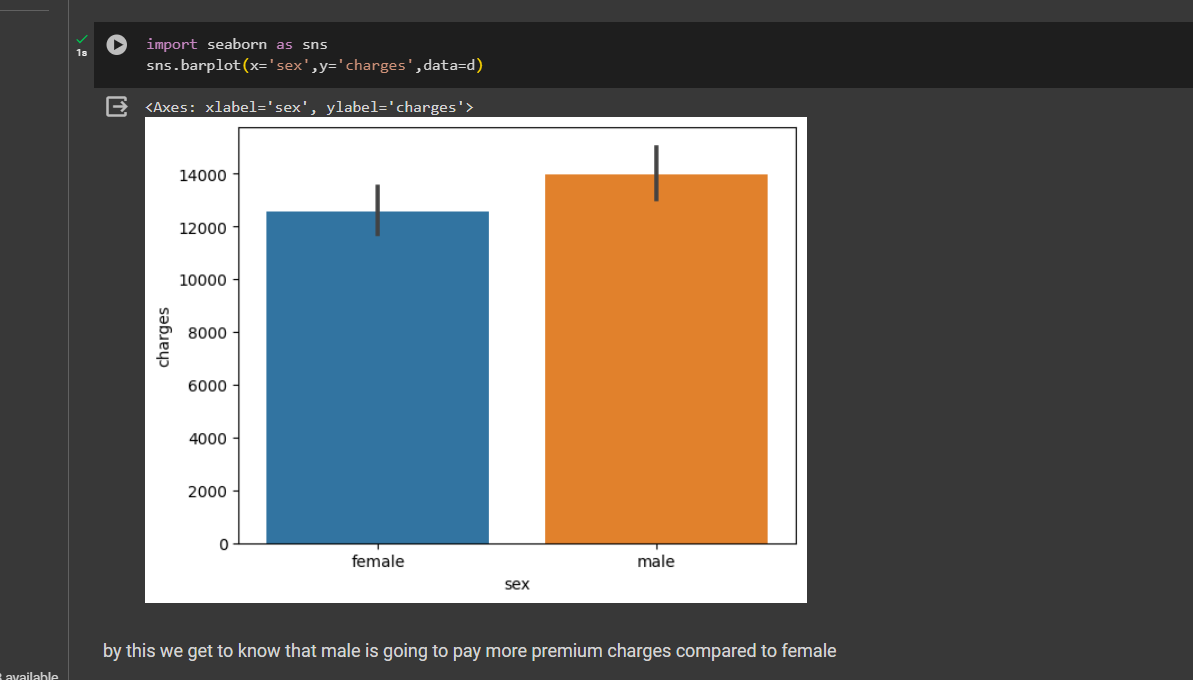 1s
import seaborn as sns
sns.barplot(x='sex',y='charges',data=d)
<Axes: xlabel='sex', ylabel='charges'>
14000
12000
10000
8000
6000
4000
2000
0
charges
female male
sex
by this we get to know that male is going to pay more premium charges compared to female
available